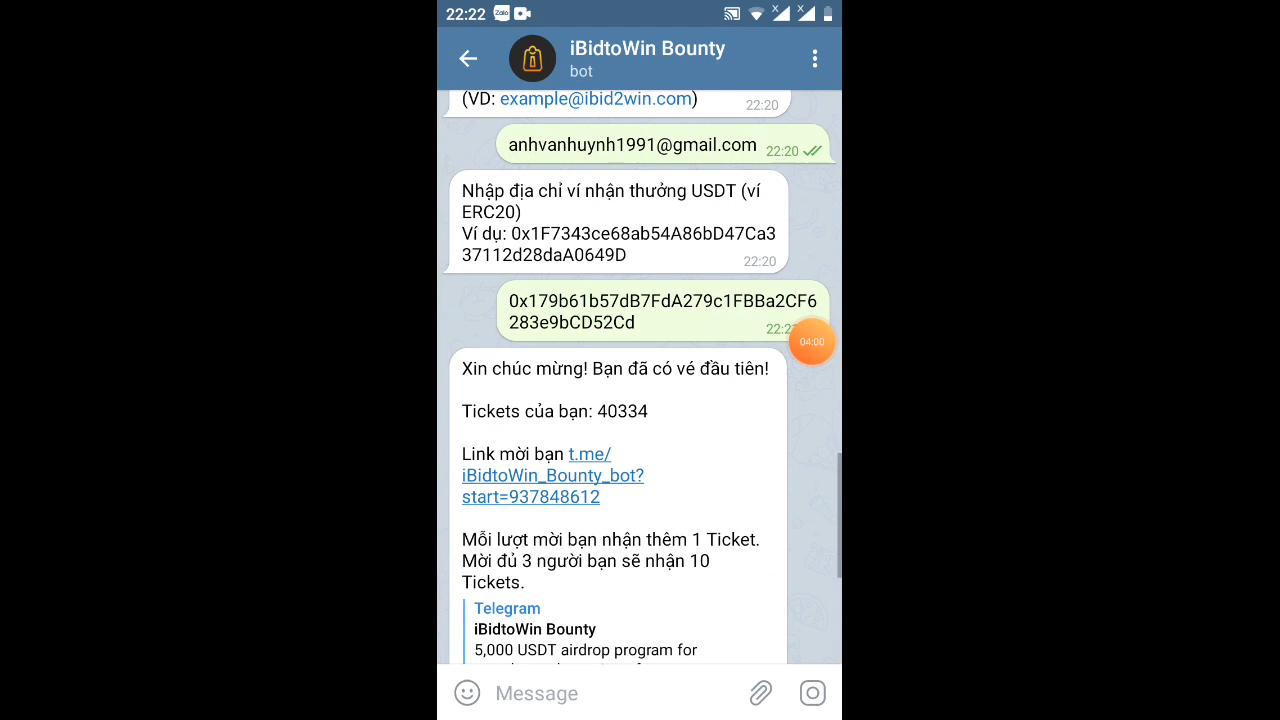 22:22 Zalo
iBidtoWin Bounty
bot
(VD: example@ibid2win.com)
22:20
anhvanhuynh1991@gmail.com
22:20
Nhập địa chỉ ví nhận thưởng USDT (ví
ERC20)
Ví dụ: 0x1F7343ce68ab54A86bD47Ca3
37112d28daA0649D
22:20
0x179b61b57dB7FdA279c1FBBa2CF6
283e9bCD52Cd
04:00
Xin chúc mừng! Bạn đã có vé đầu tiên!
Tickets của bạn: 40334
Link mời bạn t.me/
iBidtoWin_Bounty_bot?
start=937848612
Mỗi lượt mời bạn nhận thêm 1 Ticket.
Mời đủ 3 người bạn sẽ nhận 10
Tickets.
Telegram
iBidtoWin Bounty
5,000 USDT airdrop program for
Message